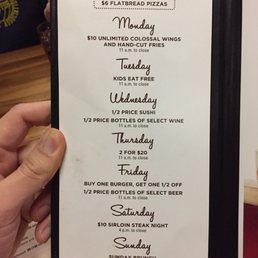 $6 FLATBREAD PIZZAS
Monday
$10 UNLIMITED COLOSSAL WINGS
AND HAND-CUT FRIES
11 a.m. to close
Tuesday
KIDS EAT FREE
11 a.m. to close
Wednesday
1/2 PRICE SUSHI
1/2 PRICE BOTTLES OF SELECT WINE
11 a.m. to close
Thursday
2 FOR $20
11 a.m. to close
Friday
BUY ONE BURGER, GET ONE 1/2 OFF
1/2 PRICE BOTTLES OF SELECT BEER
11 a.m. to close
Saturday
$10 SIRLOIN STEAK NIGHT
4 p.m. to close
Sunday
SUNDAY BRUNCH